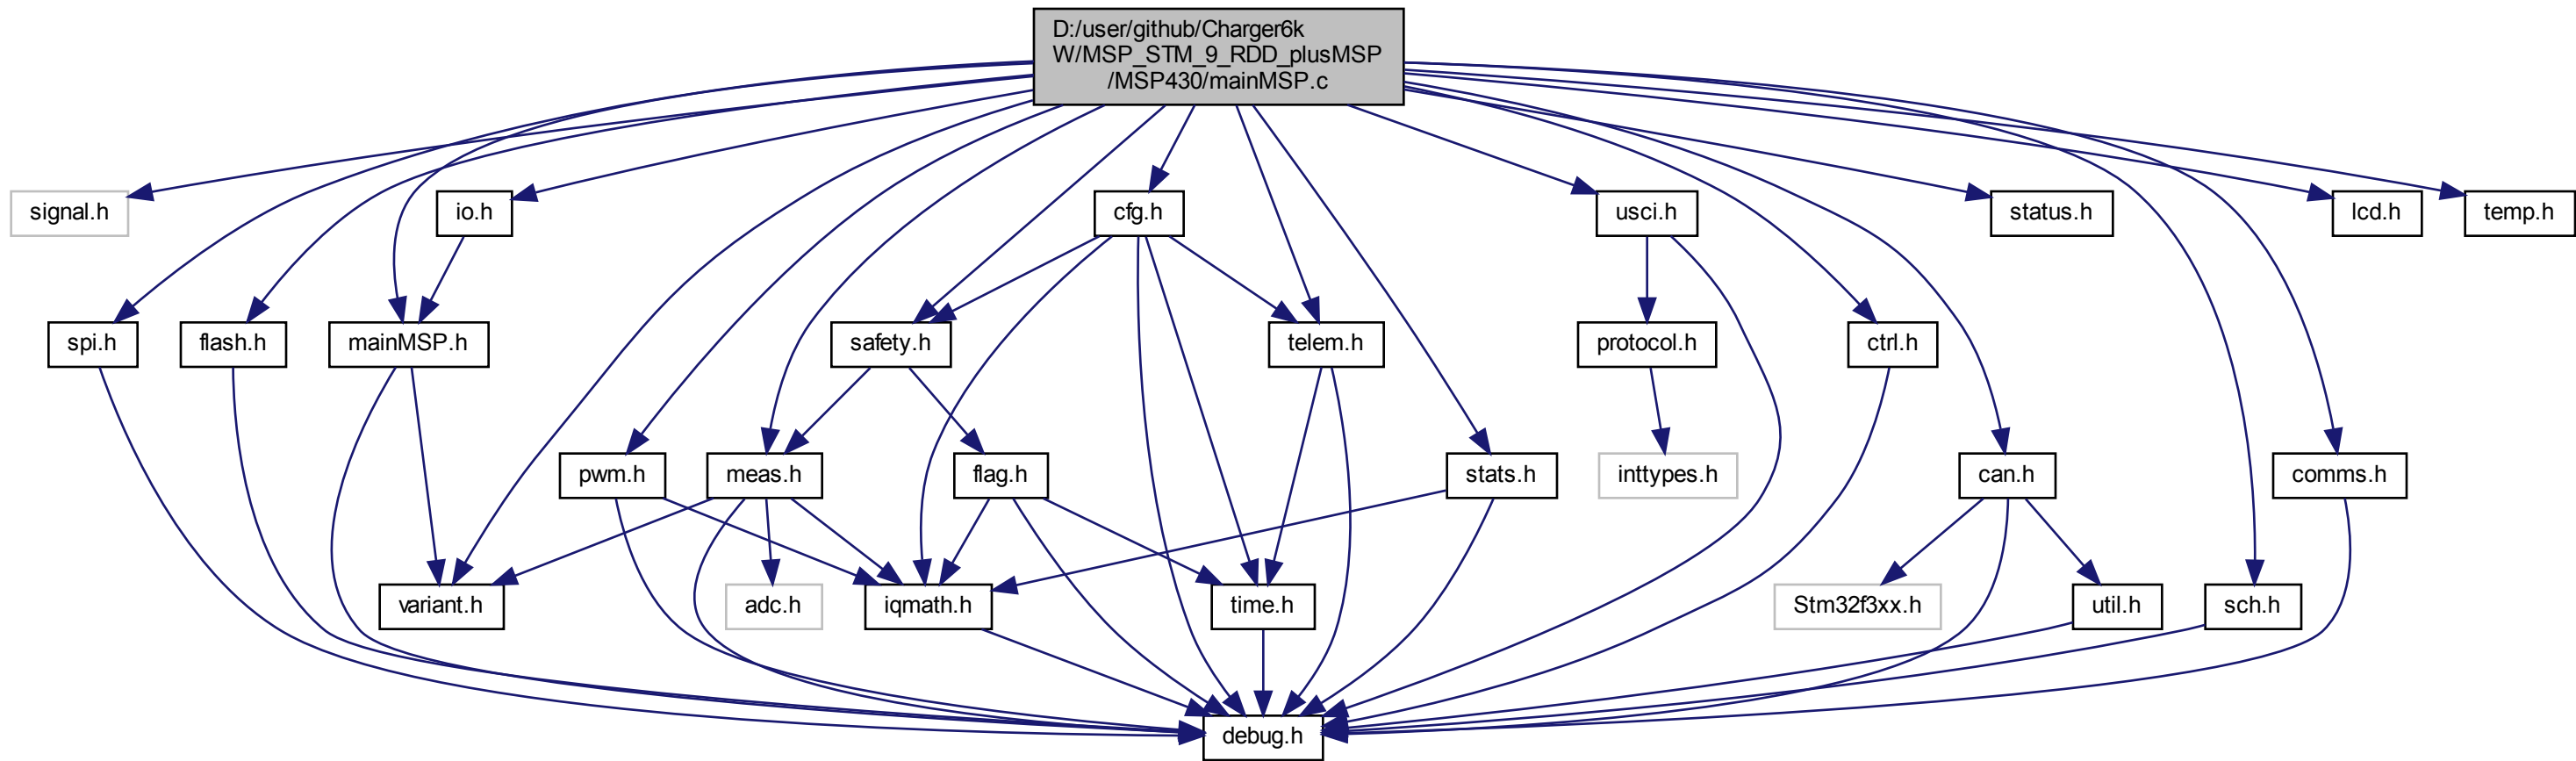 D:/user/github/Charger6k
W/MSP_STM_9_RDD_plusMSP
/MSP430/mainMSP.c
signal.h
io.h
cfg.h
usci.h
status.h
lcd.h
temp.h
spi.h
flash.h
mainMSP.h
safety.h
telem.h
protocol.h
ctrl.h
pwm.h
meas.h
flag.h
stats.h
inttypes.h
can.h
comms.h
variant.h
adc.h
iqmath.h
time.h
Stm32f3xx.h
util.h
sch.h
debug.h